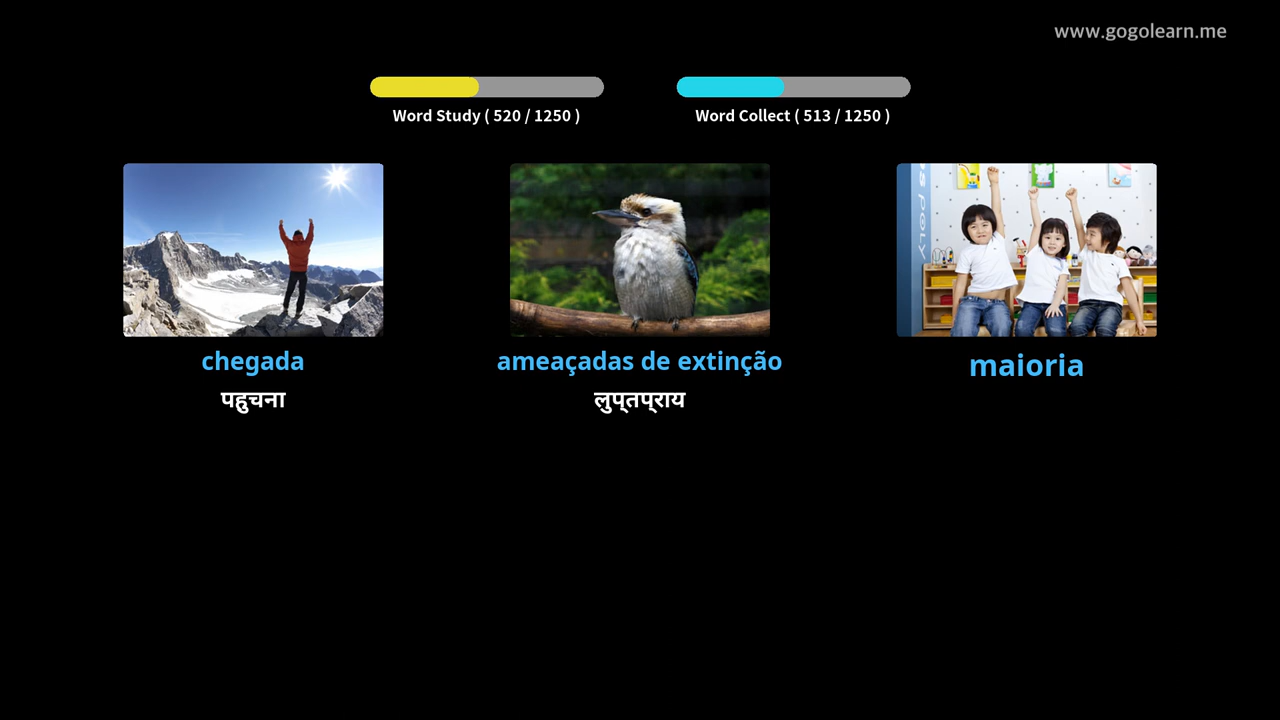 www.gogolearn.me
Word Study ( 520 / 1250 )
Word Collect ( 513 / 1250 )
chegada
ameaçadas de extinção
maioria
पहुचना
लुप्तप्राय